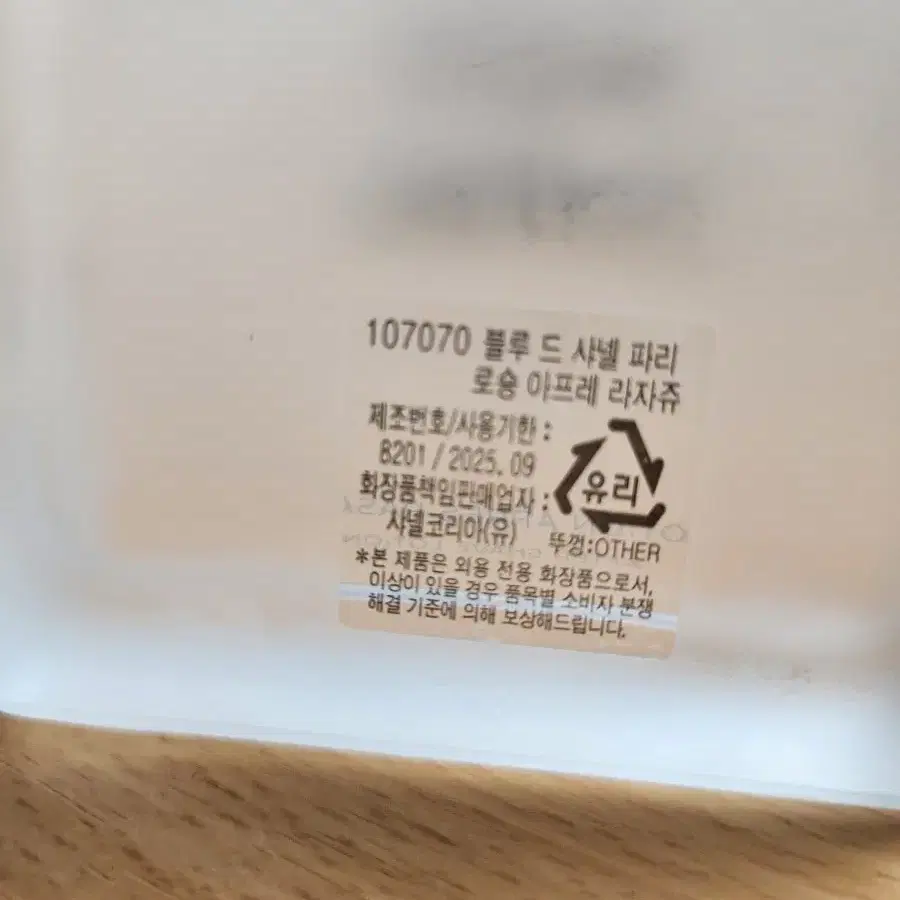 107070 블루 드 샤넬 파리
로숑 아프레 라자쥬
제조번호/사용기한 :
8201 / 2025. 09
화장품책임판매업자 :
샤넬코리아(유)
유리
뚜껑:OTHER
*본 제품은 외용 전용 화장품으로서,
이상이 있을 경우 품목별 소비자 분쟁
해결 기준에 의해 보상해드립니다.